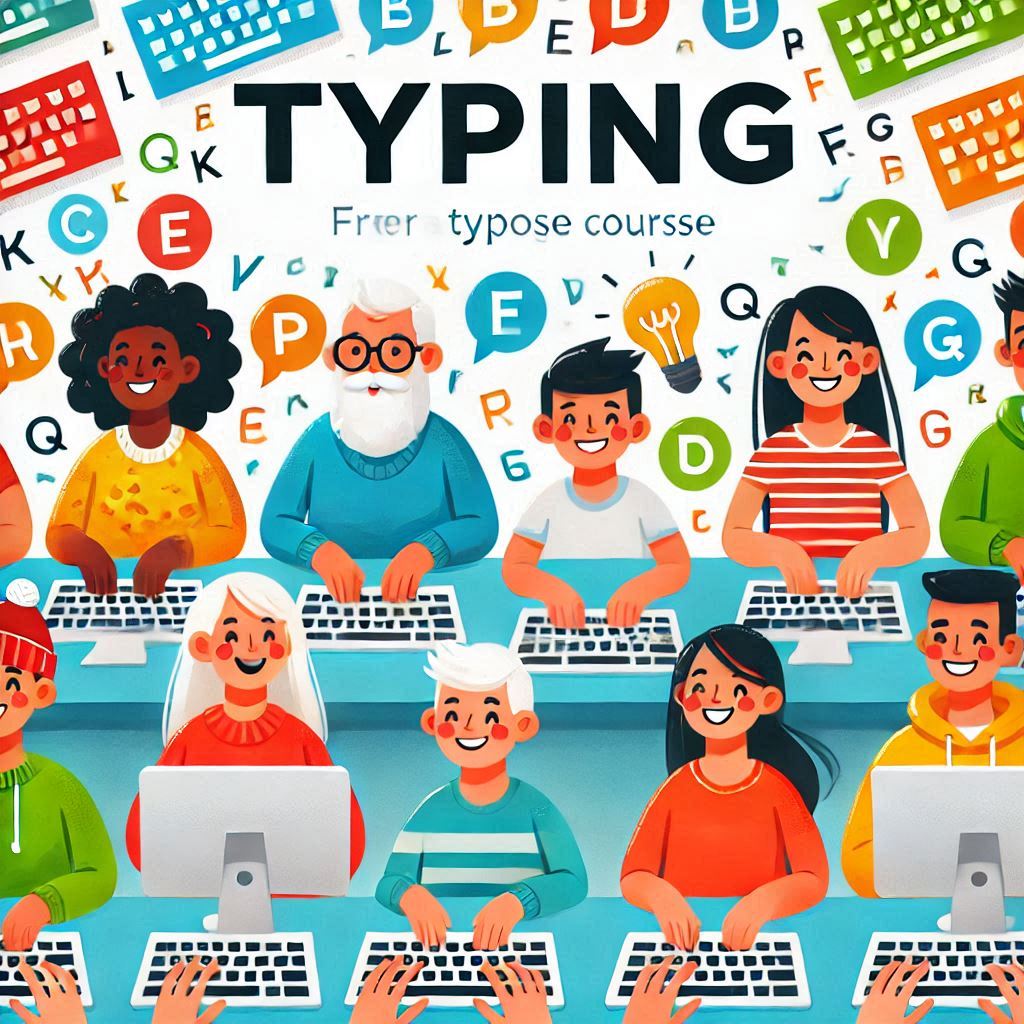 B B D B
L E R
L
TYPING
F
B
Q K F G
B
Frer typose coursse
K C E Y
V G
H P E D Q G
R
Q E R G
G D
C